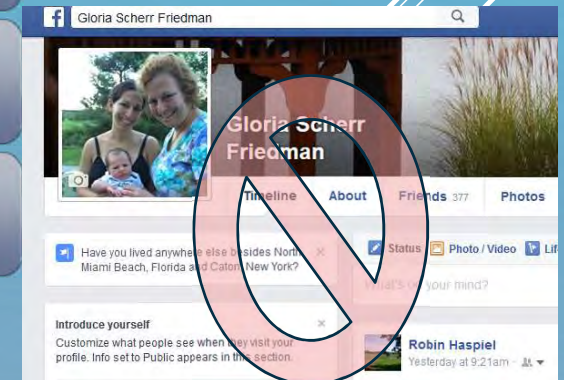 f Gloria Scherr Friedman
Gloria Scherr
Friedman
Timeline About Friends 377 Photos
Have you lived anywhere else besides North
Miami Beach, Florida and Caton, New York?
Status Photo / Video
What's on your mind?
Introduce yourself
Customize what people see when they visit your
profile. Info set to Public appears in this section.
Robin Haspiel
Yesterday at 9:21am